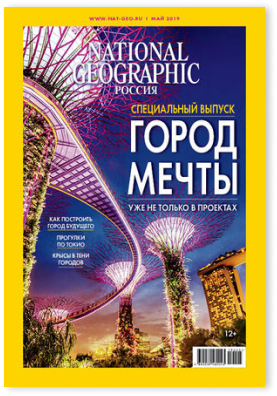 WWW.NAT-GEO.RU | МАЙ 2019
NATIONAL
GEOGRAPHIC
РОССИЯ
СПЕЦИАЛЬНЫЙ ВЫПУСК
ГОРОД
МЕЧТЫ
УЖЕ НЕ ТОЛЬКО В ПРОЕКТАХ
КАК ПОСТРОИТЬ
ГОРОД БУДУЩЕГО
ПРОГУЛКИ
ПО ТОКИО
КРЫСЫ В ТЕНИ
ГОРОДОВ
12+